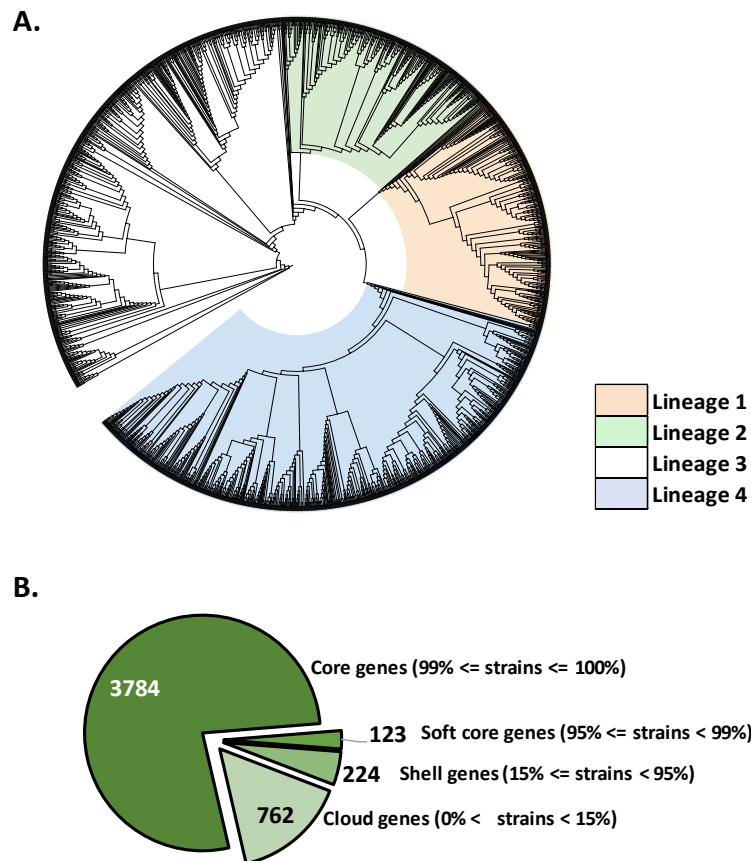 A.
Lineage 1
Lineage 2
Lineage 3
Lineage 4
B.
3784
Core genes (99% <= strains <= 100%)
123 Soft core genes (95% <= strains < 99%)
224 Shell genes (15% <= strains < 95%)
762 Cloud genes (0% < strains < 15%)